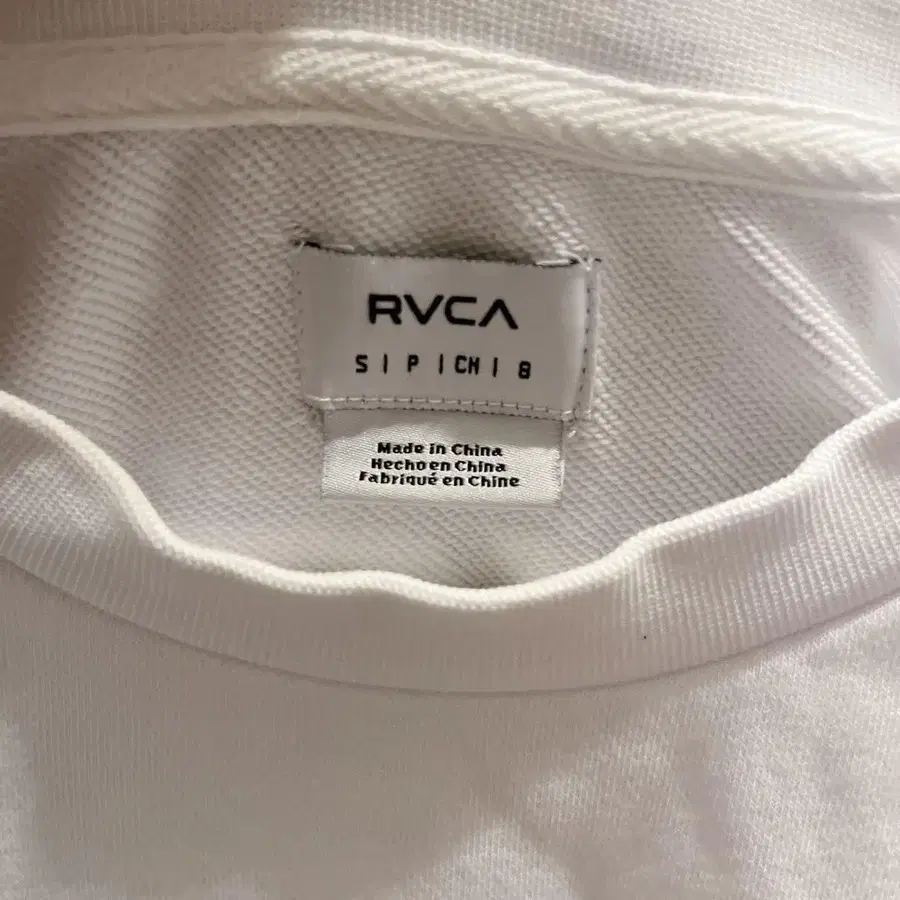 RVCA
S | P | CH | 8
Made in China
Hecho en China
Fabriqué en Chine